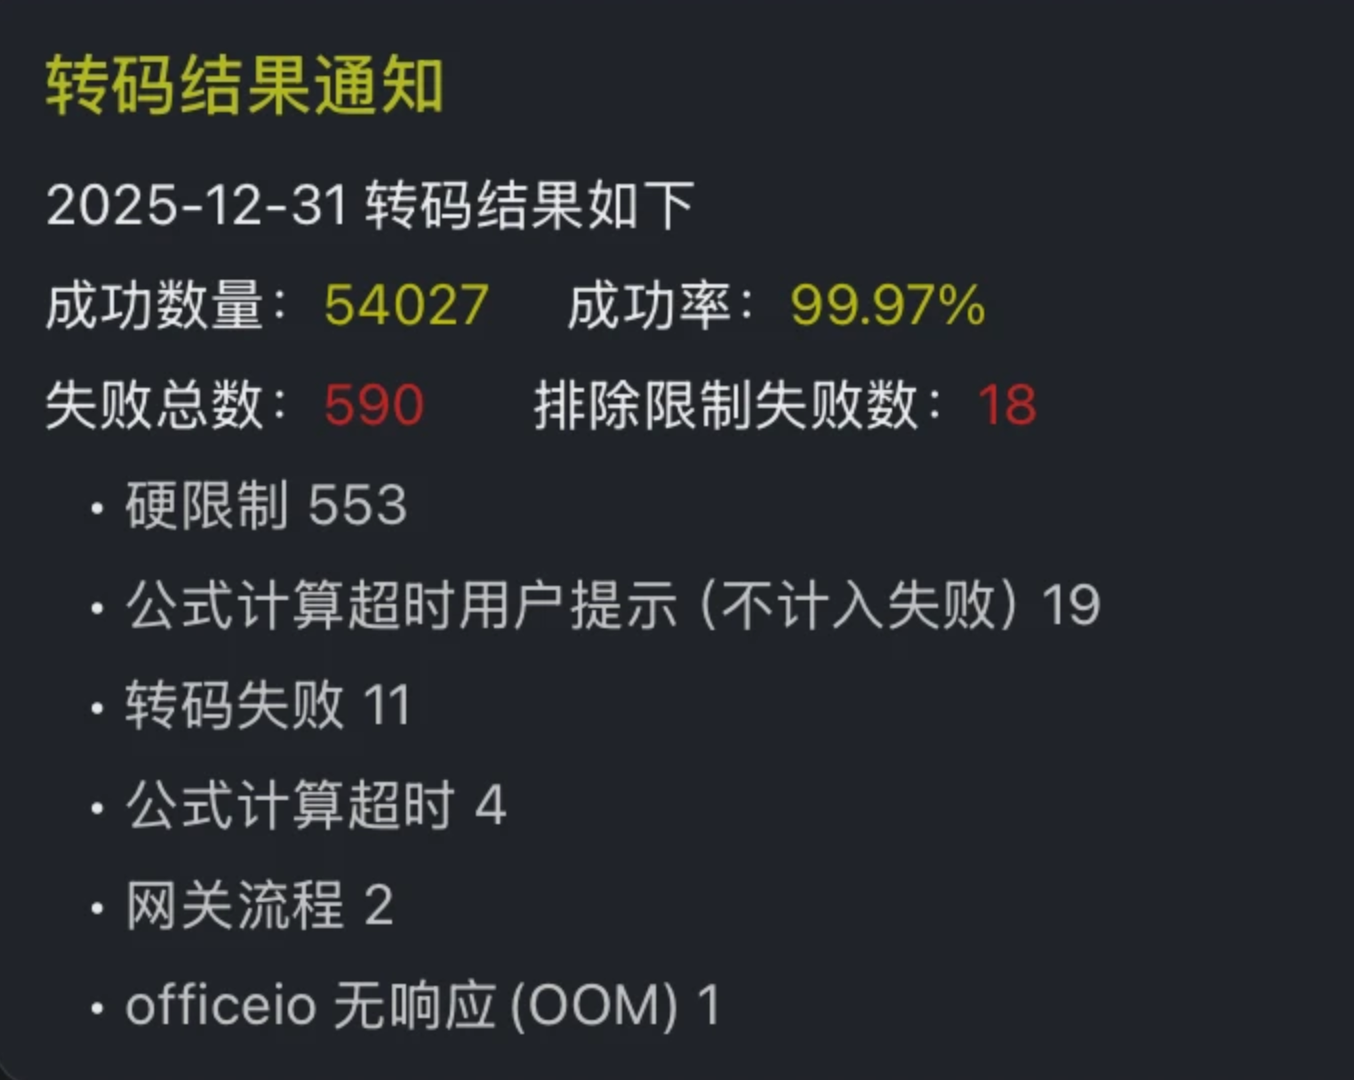 转码结果通知
2025-12-31 转码结果如下
成功数量：54027 成功率：99.97%
失败总数：590 排除限制失败数：18
• 硬限制 553
• 公式计算超时用户提示（不计入失败）19
• 转码失败 11
• 公式计算超时 4
• 网关流程 2
• officeio 无响应(OOM) 1